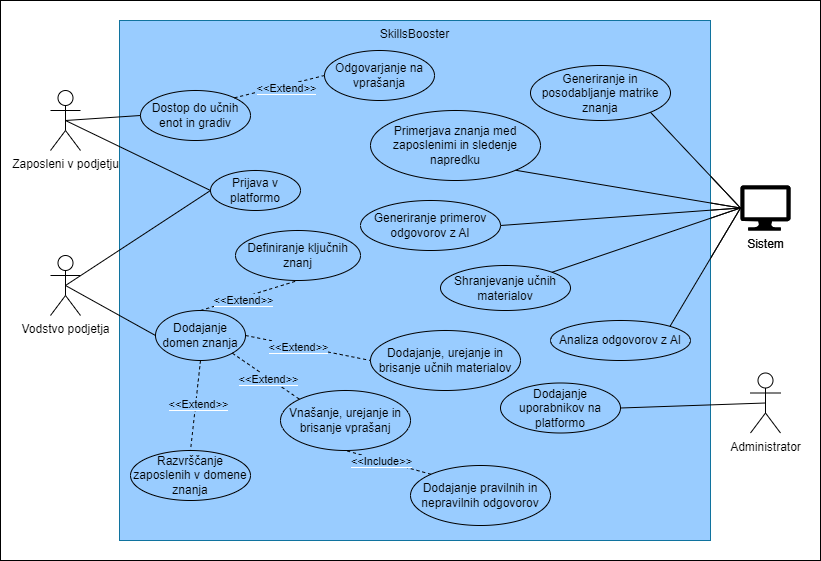 SkillsBooster
Odgovarjanje na
vprašanja
<<Extend>>
Dostop do učnih
enot in gradiv
Generiranje in
posodabljanje matrike
znanja
Primerjava znanja med
zaposlenimi in sledenje
napredku
Zaposleni v podjetju
Prijava v
platformo
Generiranje primerov
odgovorov z AI
Sistem
Definiranje ključnih
znanj
Shranjevanje učnih
materialov
<<Extend>>
Vodstvo podjetja
Dodajanje
domen znanja
<<Extend>>
Analiza odgovorov z AI
Dodajanje, urejanje in
brisanje učnih materialov
<<Extend>>
<<Extend>>
Dodajanje
uporabnikov na
platformo
Vnašanje, urejanje in
brisanje vprašanj
Administrator
<<Include>>
Razvrščanje
zaposlenih v domene
znanja
Dodajanje pravilnih in
nepravilnih odgovorov